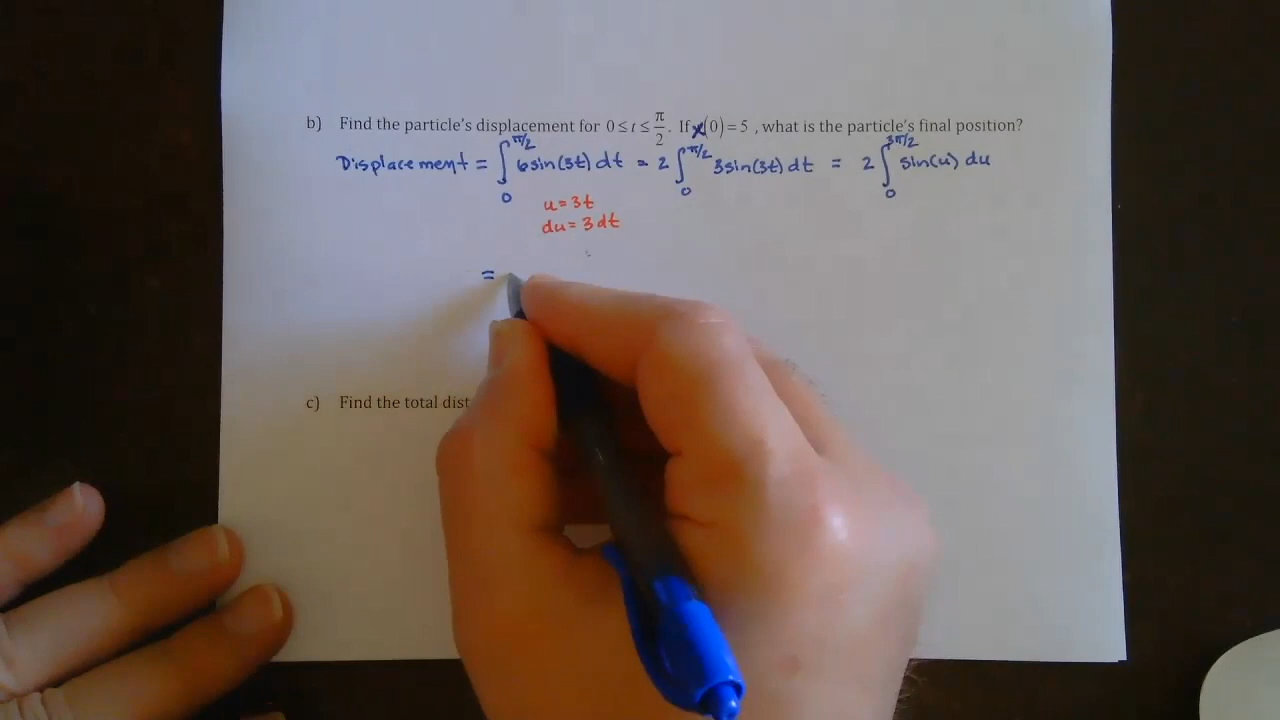 b) Find the particle's displacement for 0 ≤ t ≤ π/2. If x(0) = 5, what is the particle's final position?
Displacement = ∫₀^{π/2} 6sin(3t) dt = 2∫₀^{π/2} 3sin(3t) dt = 2∫₀^{3π/2} sin(u) du
u = 3t
du = 3 dt
=
c) Find the total dist